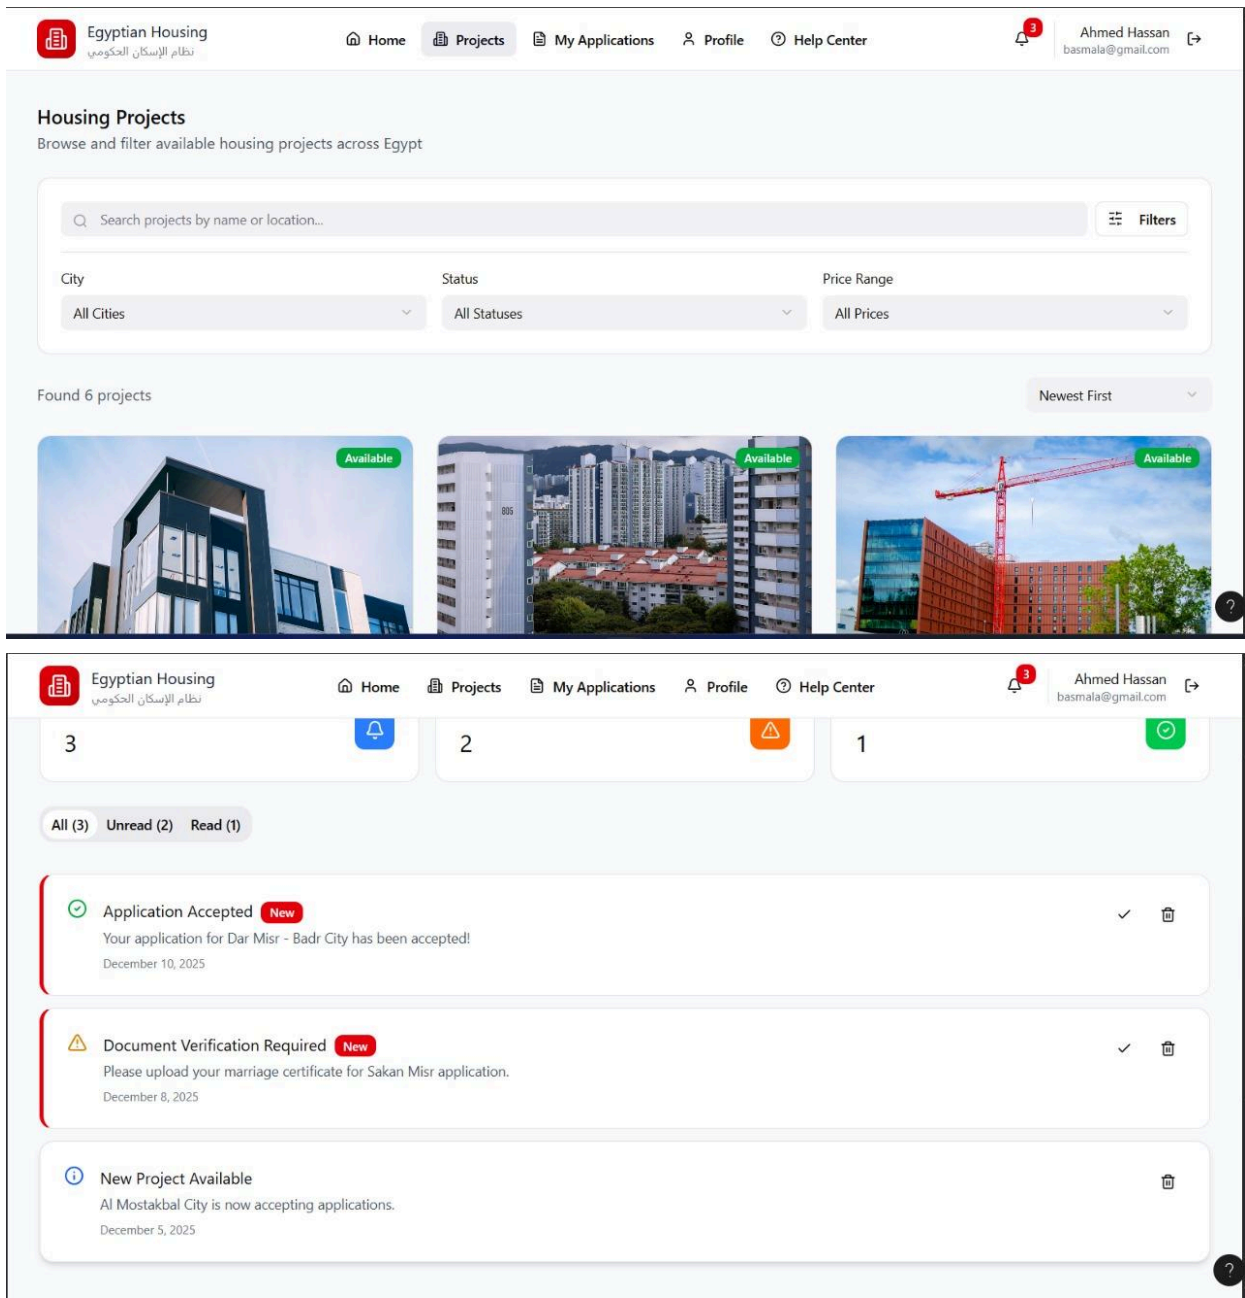 Egyptian Housing
نظام الإسكان الحكومي
Home
Projects
My Applications
Profile
Help Center
3
Ahmed Hassan
basmala@gmail.com
Housing Projects
Browse and filter available housing projects across Egypt
Search projects by name or location...
Filters
City
Status
Price Range
All Cities
All Statuses
All Prices
Found 6 projects
Newest First
Available
Available
Available
805
?
Egyptian Housing
نظام الإسكان الحكومي
Home
Projects
My Applications
Profile
Help Center
3
Ahmed Hassan
basmala@gmail.com
3
2
1
All (3)
Unread (2)
Read (1)
Application Accepted New
Your application for Dar Misr - Badr City has been accepted!
December 10, 2025
Document Verification Required New
Please upload your marriage certificate for Sakan Misr application.
December 8, 2025
New Project Available
Al Mostakbal City is now accepting applications.
December 5, 2025
?